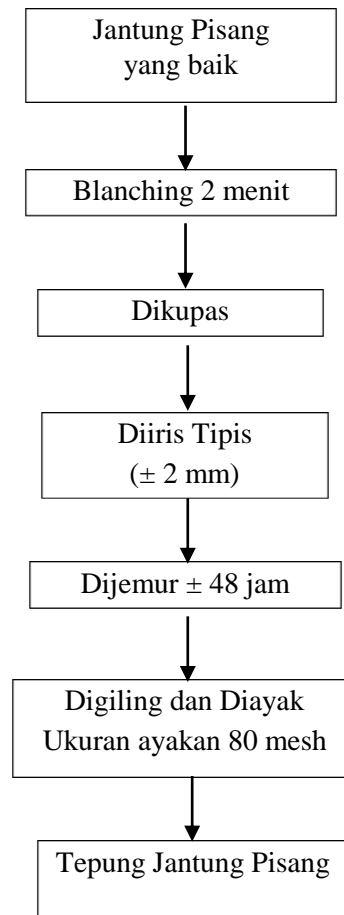 Jantung Pisang
yang baik
Blanching 2 menit
Dikupas
Diiris Tipis
(± 2 mm)
Dijemur ± 48 jam
Digiling dan Diayak
Ukuran ayakan 80 mesh
Tepung Jantung Pisang